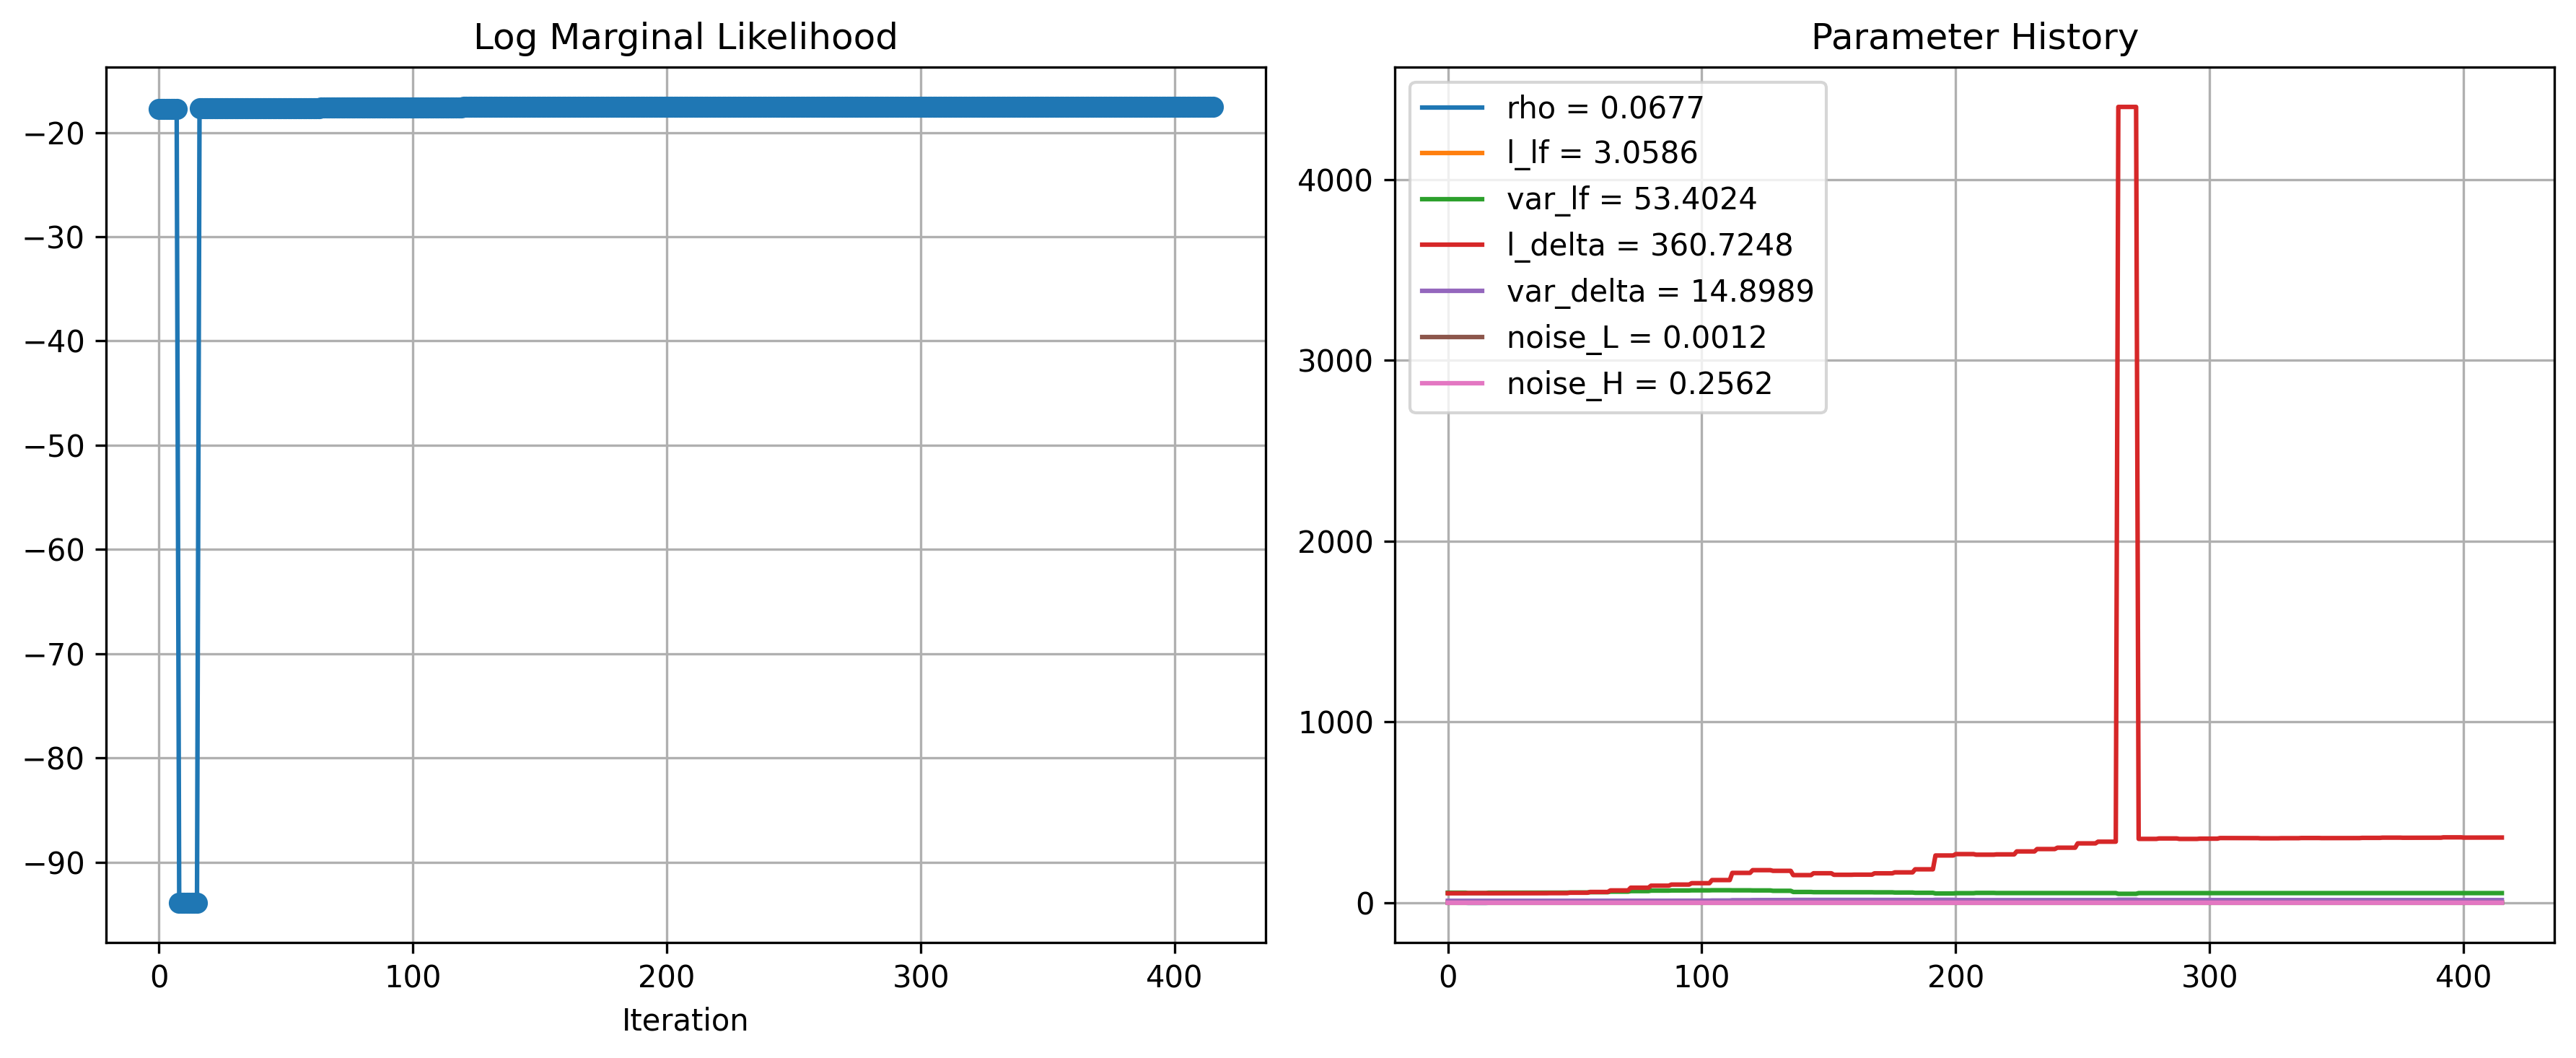 Log Marginal Likelihood
−20
−30
−40
−50
−60
−70
−80
−90
0
100
200
300
400
Iteration
Parameter History
rho = 0.0677
l_lf = 3.0586
var_lf = 53.4024
l_delta = 360.7248
var_delta = 14.8989
noise_L = 0.0012
noise_H = 0.2562
4000
3000
2000
1000
0
0
100
200
300
400